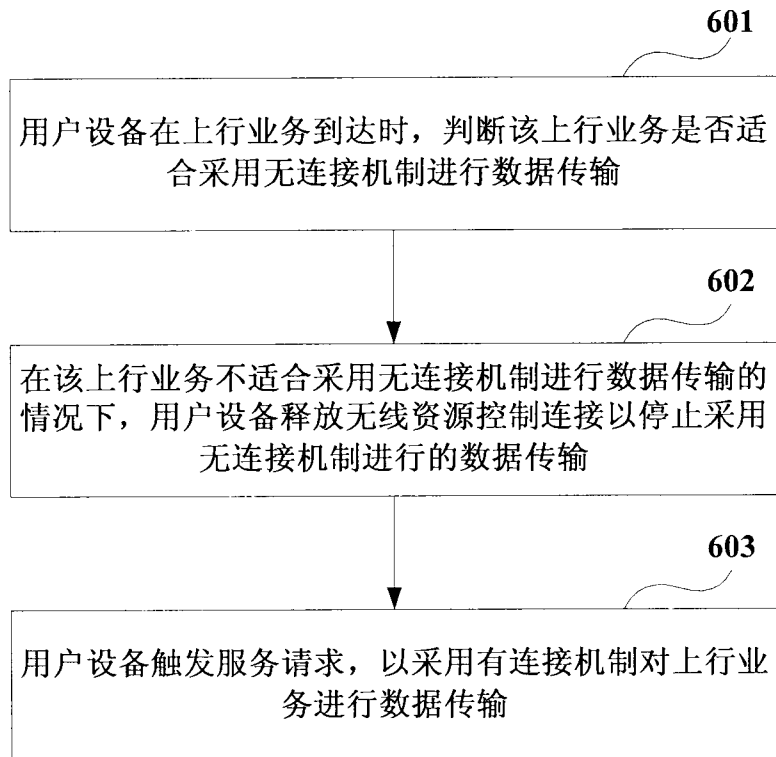 601
用户设备在上行业务到达时，判断该上行业务是否适
合采用无连接机制进行数据传输
602
在该上行业务不适合采用无连接机制进行数据传输的
情况下，用户设备释放无线资源控制连接以停止采用
无连接机制进行的数据传输
603
用户设备触发服务请求，以采用有连接机制对上行业
务进行数据传输